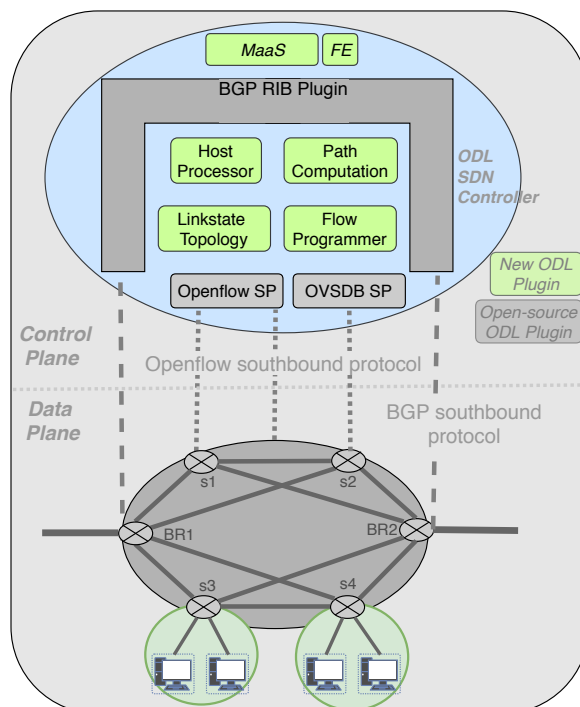 MaaS FE
BGP RIB Plugin
Host
Processor
Path
Computation
ODL
SDN
Controller
Linkstate
Topology
Flow
Programmer
New ODL
Plugin
Openflow SP
OVSDB SP
Open-source
ODL Plugin
Control
Plane
Openflow southbound protocol
Data
Plane
BGP southbound
protocol
s1
s2
BR1
BR2
s3
s4